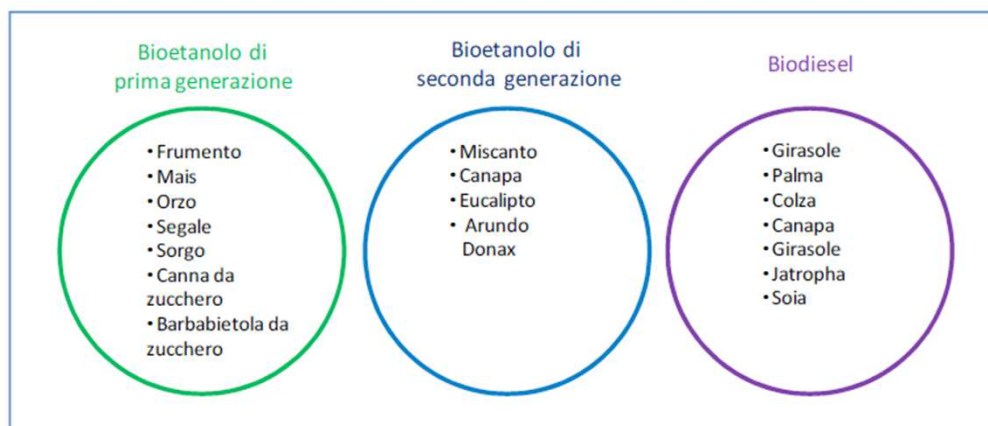 Bioetanolo di
prima generazione
• Frumento
• Mais
• Orzo
• Segale
• Sorgo
• Canna da
zucchero
• Barbabietola da
zucchero
Bioetanolo di
seconda generazione
• Miscanto
• Canapa
• Eucalipto
• Arundo
Donax
Biodiesel
• Girasole
• Palma
• Colza
• Canapa
• Girasole
• Jatropha
• Soia